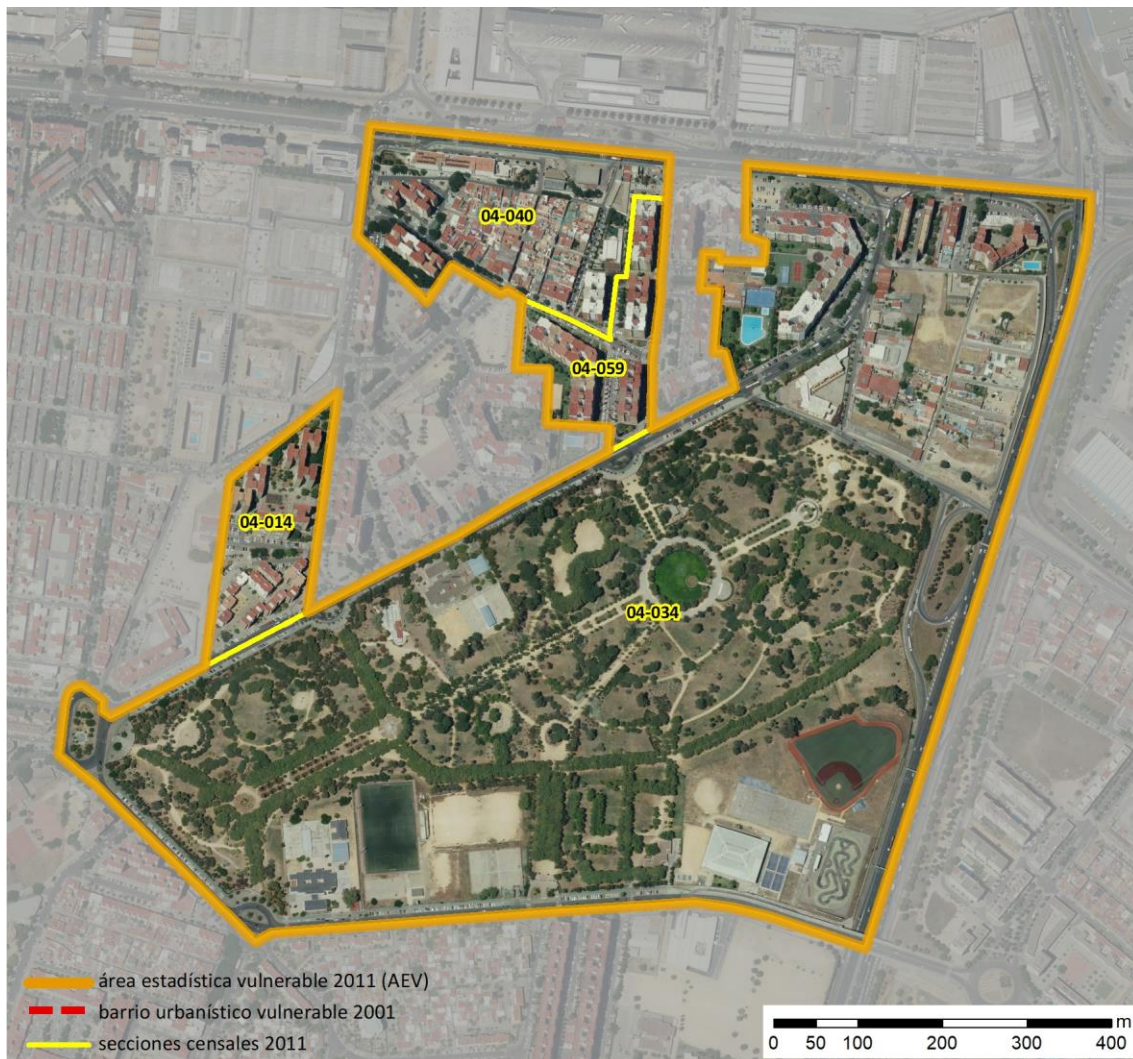 04-040
04-059
04-014
04-034
área estadística vulnerable 2011 (AEV)
barrio urbanístico vulnerable 2001
secciones censales 2011
m
0 50 100 200 300 400